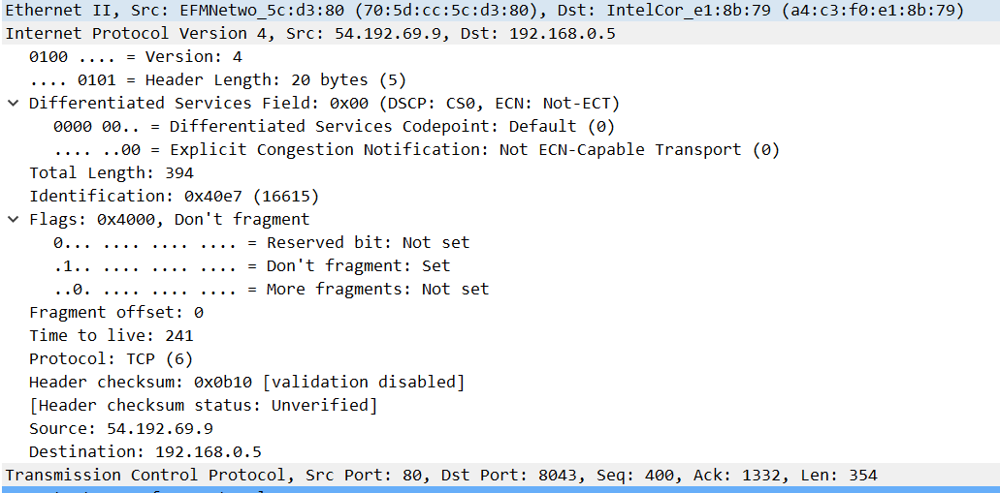 Ethernet II, Src: EFMNetwo_5c:d3:80 (70:5d:cc:5c:d3:80), Dst: IntelCor_e1:8b:79 (a4:c3:f0:e1:8b:79)
Internet Protocol Version 4, Src: 54.192.69.9, Dst: 192.168.0.5
0100 .... = Version: 4
.... 0101 = Header Length: 20 bytes (5)
Differentiated Services Field: 0x00 (DSCP: CS0, ECN: Not-ECT)
0000 00.. = Differentiated Services Codepoint: Default (0)
.... ..00 = Explicit Congestion Notification: Not ECN-Capable Transport (0)
Total Length: 394
Identification: 0x40e7 (16615)
Flags: 0x4000, Don't fragment
0... .... .... .... = Reserved bit: Not set
.1.. .... .... .... = Don't fragment: Set
..0. .... .... .... = More fragments: Not set
Fragment offset: 0
Time to live: 241
Protocol: TCP (6)
Header checksum: 0x0b10 [validation disabled]
[Header checksum status: Unverified]
Source: 54.192.69.9
Destination: 192.168.0.5
Transmission Control Protocol, Src Port: 80, Dst Port: 8043, Seq: 400, Ack: 1332, Len: 354